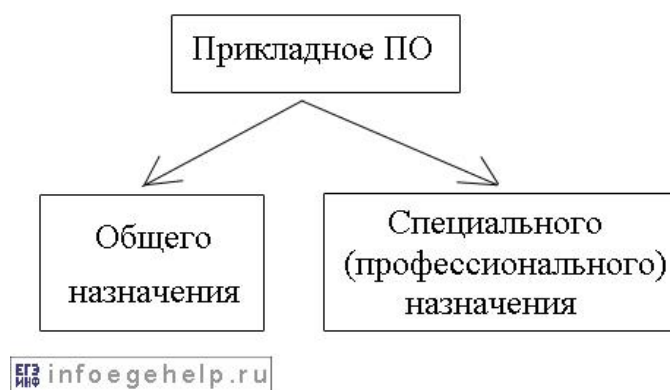 Прикладное ПО
Общего
назначения
Специального
(профессионального)
назначения
ЕГЭ
ИНФ
infoegehelp.ru